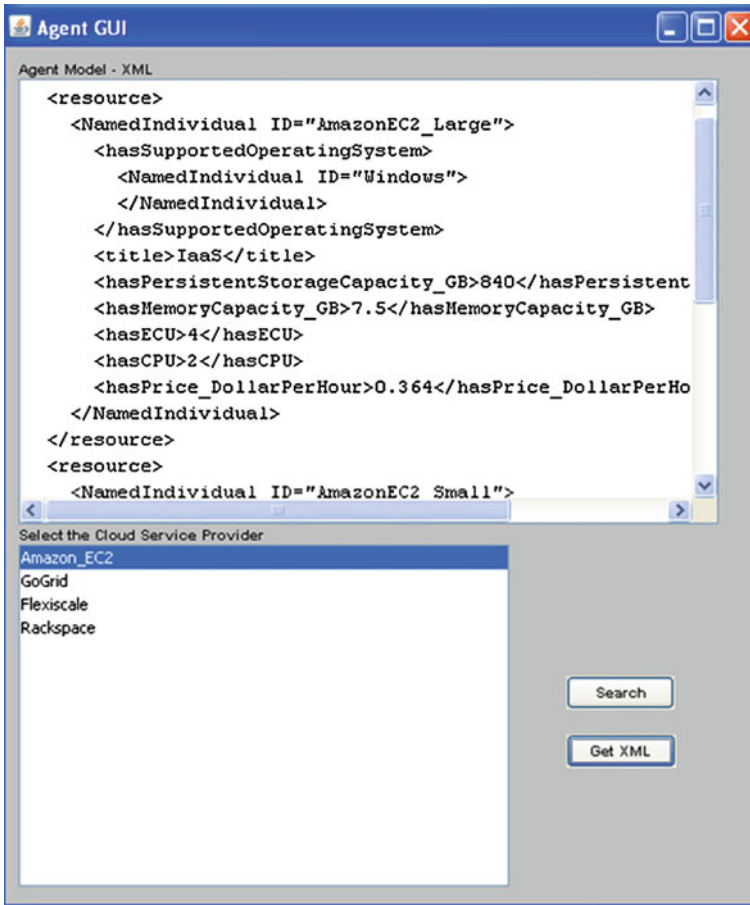 Agent GUI
Agent Model - XML
<resource>
<NamedIndividual ID="AmazonEC2_Large">
<hasSupportedOperatingSystem>
<NamedIndividual ID="Windows">
</NamedIndividual>
</hasSupportedOperatingSystem>
<title>IaaS</title>
<hasPersistentStorageCapacity_GB>840</hasPersistent
<hasMemoryCapacity_GB>7.5</hasMemoryCapacity_GB>
<hasECU>4</hasECU>
<hasCPU>2</hasCPU>
<hasPrice_DollarPerHour>0.364</hasPrice_DollarPerHo
</NamedIndividual>
</resource>
<resource>
<NamedIndividual ID="AmazonEC2_Small">
Select the Cloud Service Provider
Amazon_EC2
GoGrid
Flexiscale
Rackspace
Search
Get XML